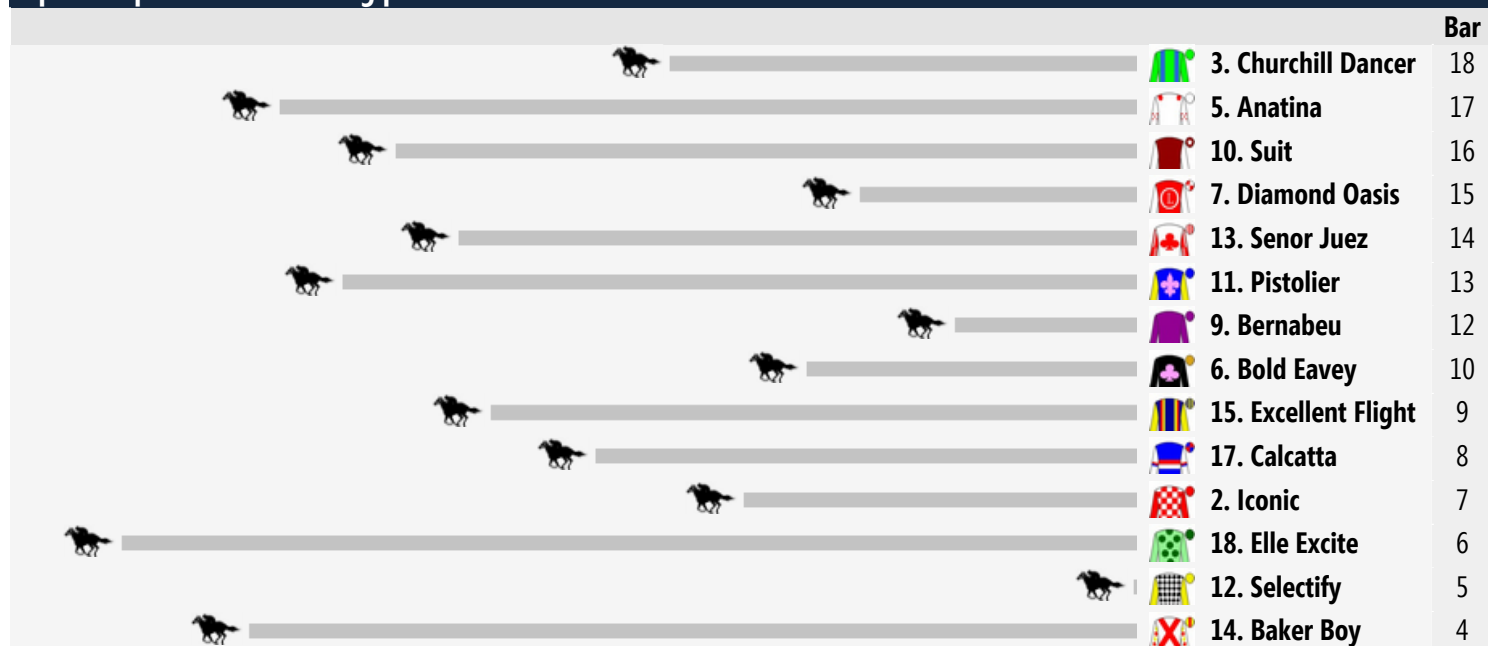 Bar
3. Churchill Dancer 18
5. Anatina 17
10. Suit 16
7. Diamond Oasis 15
13. Senor Juez 14
11. Pistolier 13
9. Bernabeu 12
6. Bold Eavey 10
15. Excellent Flight 9
17. Calcatta 8
2. Iconic 7
18. Elle Excite 6
12. Selectify 5
14. Baker Boy 4